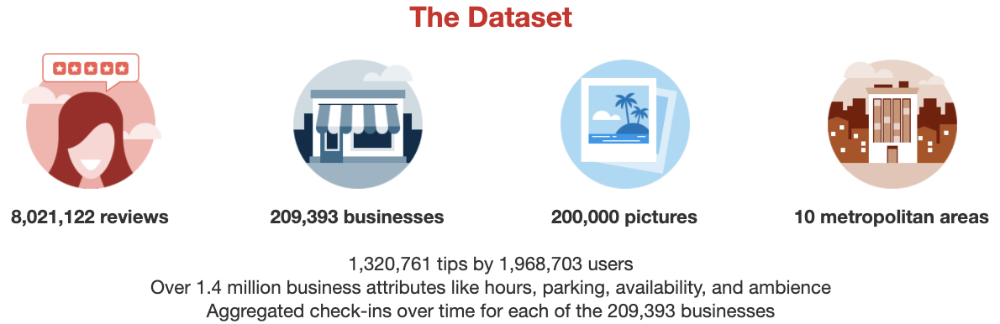 The Dataset
8,021,122 reviews
209,393 businesses
200,000 pictures
10 metropolitan areas
1,320,761 tips by 1,968,703 users
Over 1.4 million business attributes like hours, parking, availability, and ambience
Aggregated check-ins over time for each of the 209,393 businesses